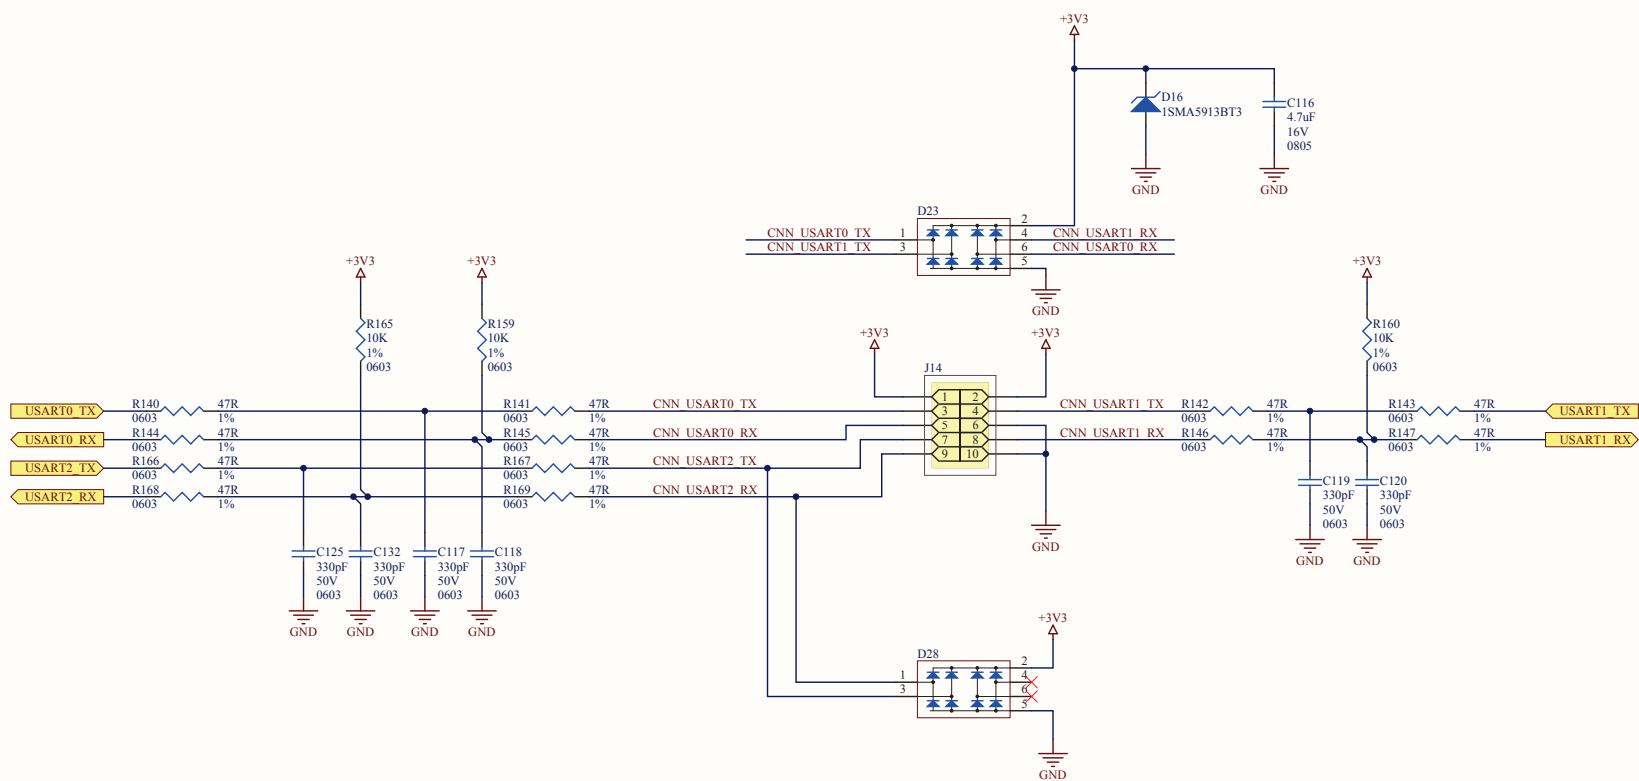 +3V3
D16
1SMA5913BT3
C116
4.7uF
16V
0805
GND
GND
D23
2
CNN_USART0_TX 1 4 CNN_USART1_RX
CNN_USART1_TX 3 6 CNN_USART0_RX
5
GND
+3V3
+3V3
+3V3
R165
10K
1%
0603
R159
10K
1%
0603
R160
10K
1%
0603
+3V3
+3V3
J14
1 2
3 4
5 6
7 8
9 10
GND
USART0_TX R140 47R R141 47R CNN_USART0_TX
0603 1% 0603 1%
USART0_RX R144 47R R145 47R CNN_USART0_RX
0603 1% 0603 1%
USART2_TX R166 47R R167 47R CNN_USART2_TX
0603 1% 0603 1%
USART2_RX R168 47R R169 47R CNN_USART2_RX
0603 1% 0603 1%
CNN_USART1_TX R142 47R R143 47R USART1_TX
0603 1% 0603 1%
CNN_USART1_RX R146 47R R147 47R USART1_RX
0603 1% 0603 1%
C119
330pF
50V
0603
GND
C120
330pF
50V
0603
GND
C125
330pF
50V
0603
GND
C132
330pF
50V
0603
GND
C117
330pF
50V
0603
GND
C118
330pF
50V
0603
GND
+3V3
D28
2
1 4
3 6
5
GND